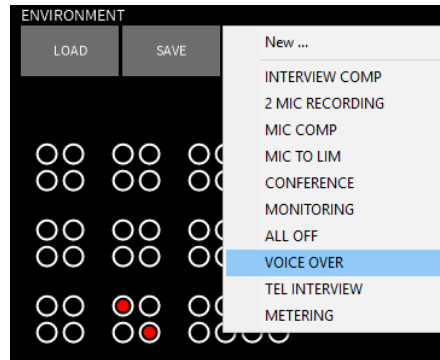 ENVIRONMENT
LOAD
SAVE
New ...
INTERVIEW COMP
2 MIC RECORDING
MIC COMP
MIC TO LIM
CONFERENCE
MONITORING
ALL OFF
VOICE OVER
TEL INTERVIEW
METERING